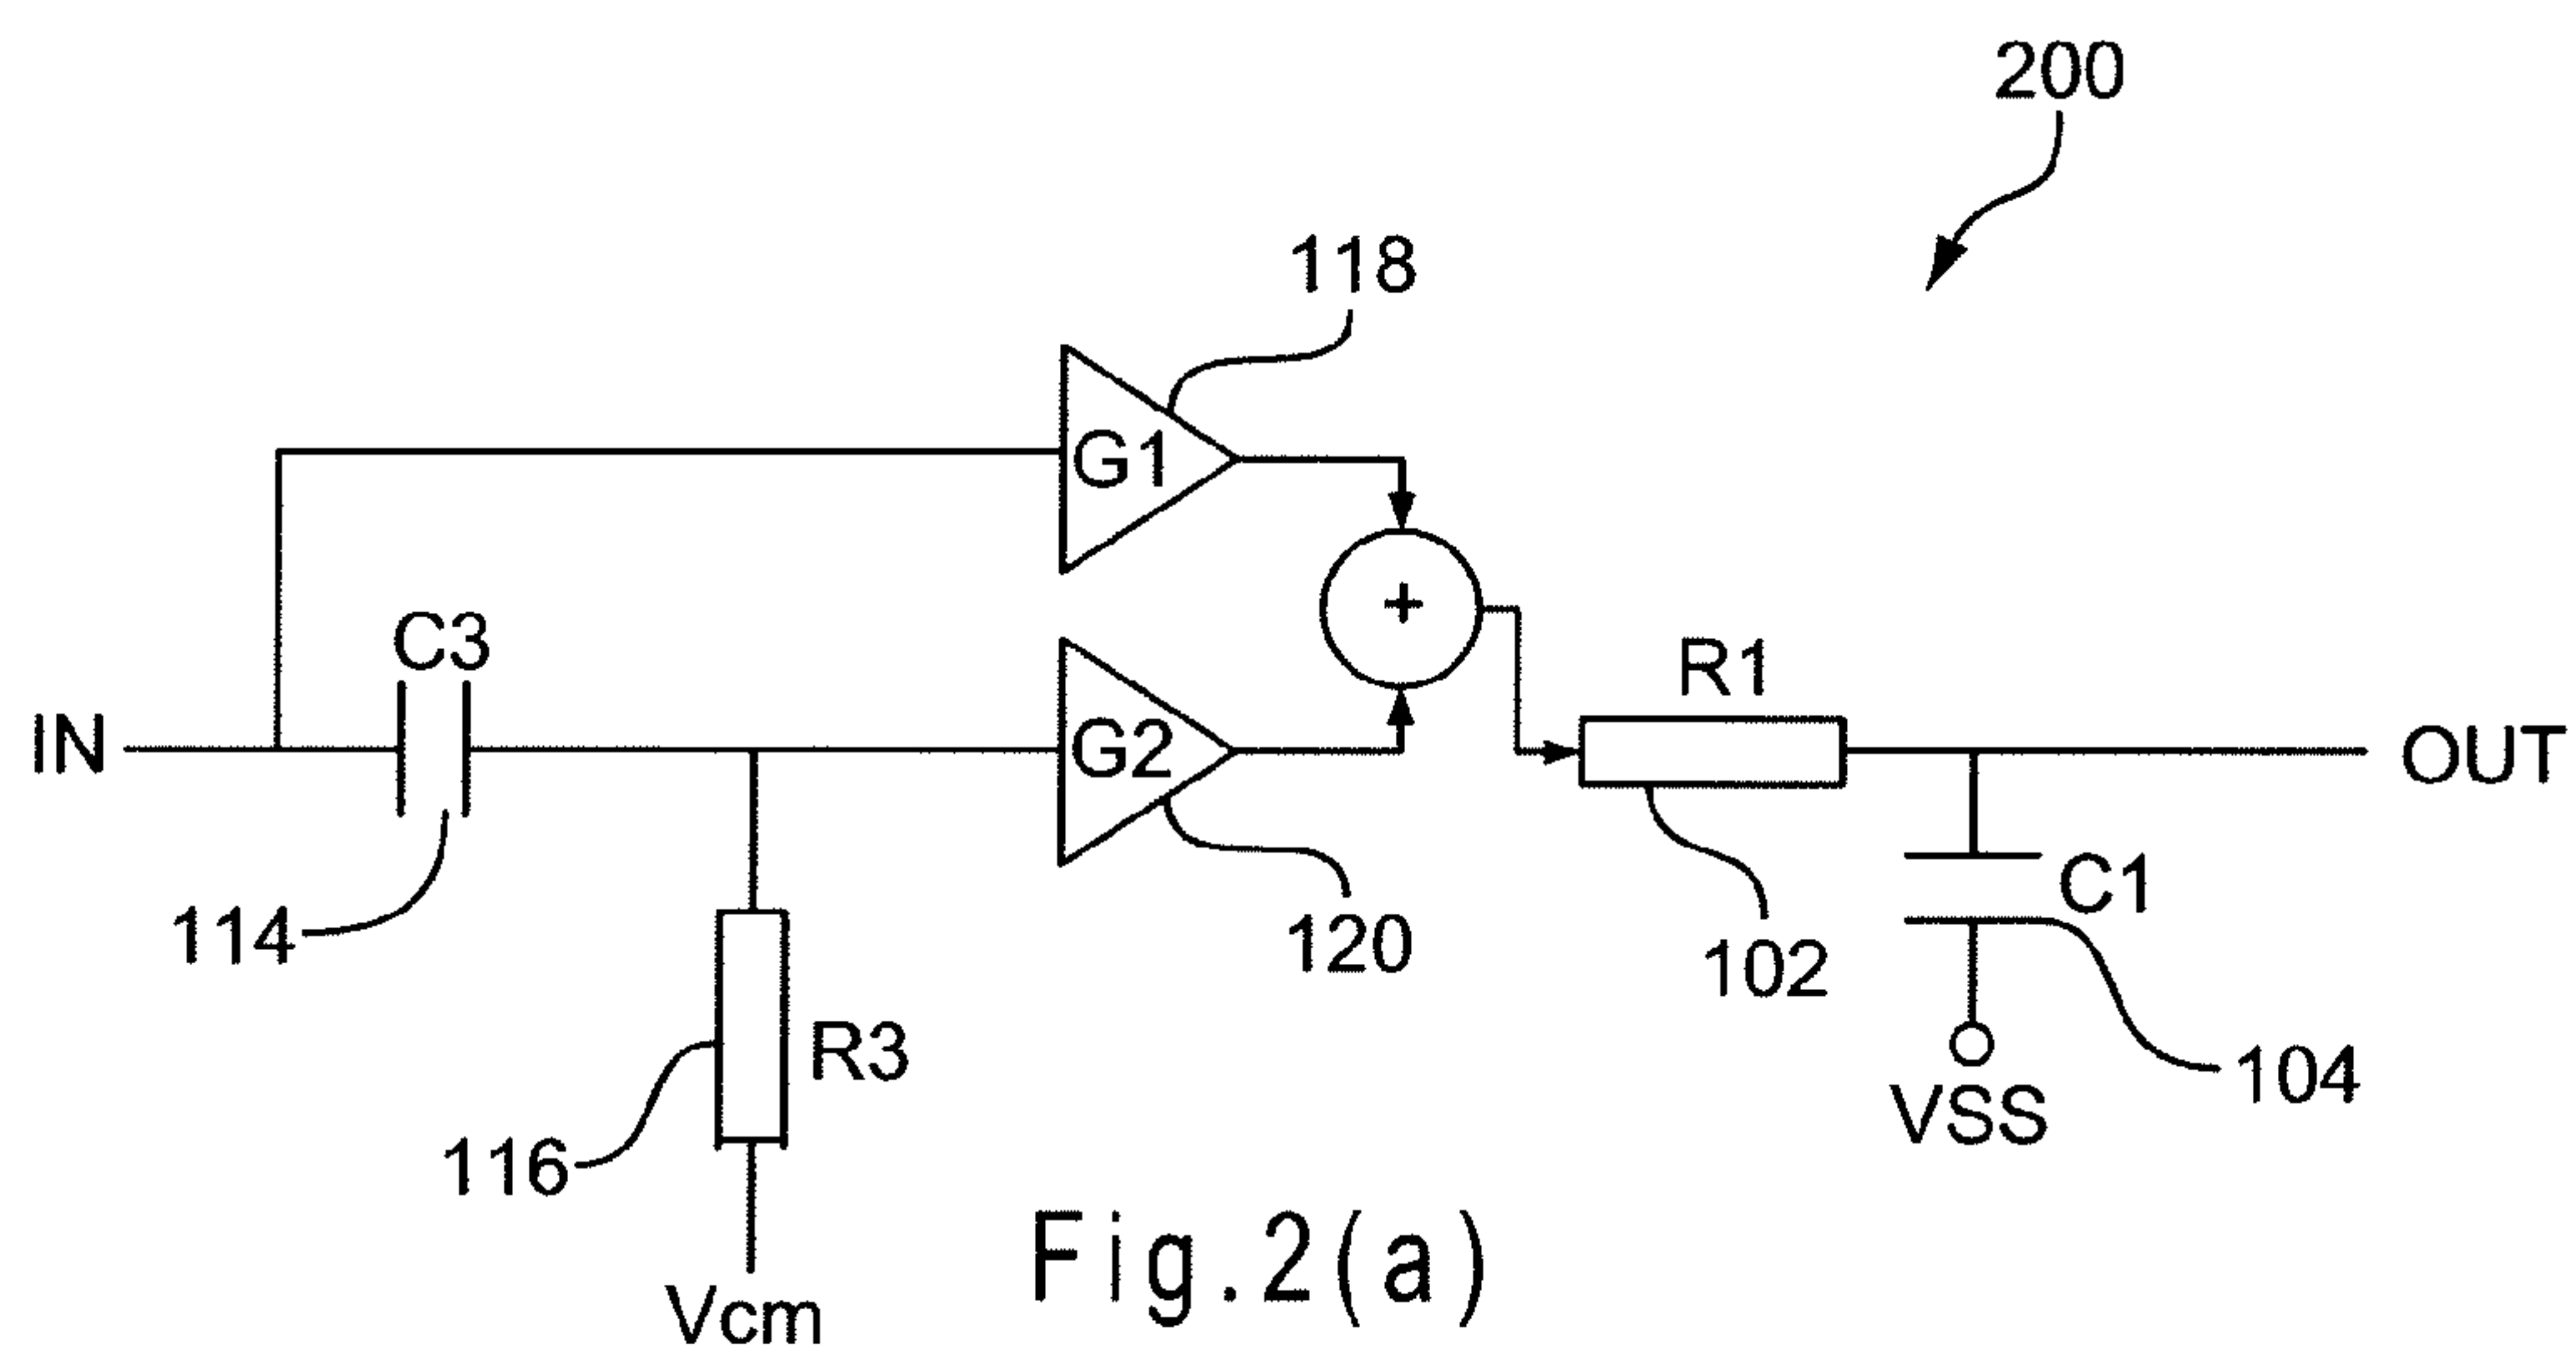 200
118
G1
C3
IN
+
R1
G2
OUT
C1
114
120
102
R3
104
VSS
116
Vcm
Fig.2(a)